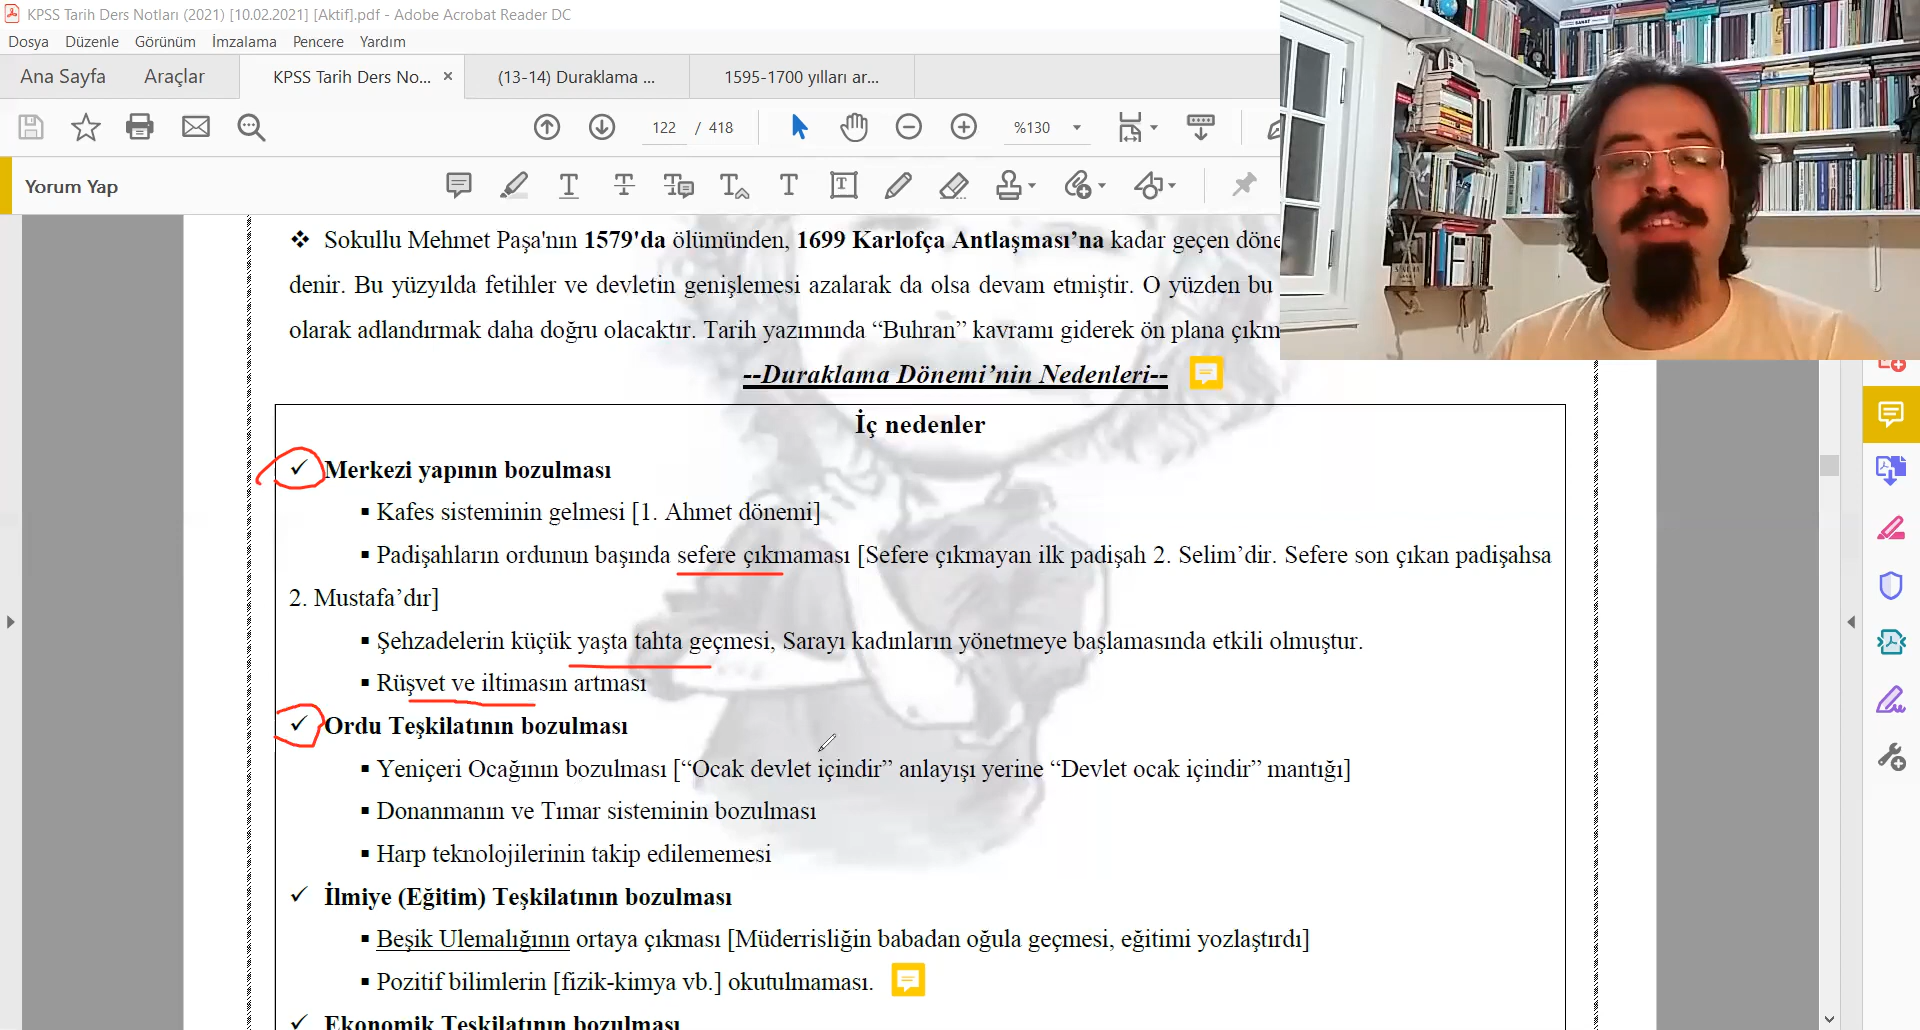 KPSS Tarih Ders Notları (2021) [10.02.2021] [Aktif].pdf - Adobe Acrobat Reader DC
Dosya Düzenle Görünüm İmzalama Pencere Yardım
Ana Sayfa Araçlar KPSS Tarih Ders No... × (13-14) Duraklama ... 1595-1700 yılları ar...
122 / 418 %130
Yorum Yap
❖ Sokullu Mehmet Paşa'nın 1579'da ölümünden, 1699 Karlofça Antlaşması’na kadar geçen döne
denir. Bu yüzyılda fetihler ve devletin genişlemesi azalarak da olsa devam etmiştir. O yüzden bu
olarak adlandırmak daha doğru olacaktır. Tarih yazımında “Buhran” kavramı giderek ön plana çıkm
--Duraklama Dönemi’nin Nedenleri--
İç nedenler
✓ Merkezi yapının bozulması
▪ Kafes sisteminin gelmesi [1. Ahmet dönemi]
▪ Padişahların ordunun başında sefere çıkmaması [Sefere çıkmayan ilk padişah 2. Selim’dir. Sefere son çıkan padişahsa
2. Mustafa’dır]
▪ Şehzadelerin küçük yaşta tahta geçmesi, Sarayı kadınların yönetmeye başlamasında etkili olmuştur.
▪ Rüşvet ve iltimasın artması
✓ Ordu Teşkilatının bozulması
▪ Yeniçeri Ocağının bozulması [“Ocak devlet içindir” anlayışı yerine “Devlet ocak içindir” mantığı]
▪ Donanmanın ve Tımar sisteminin bozulması
▪ Harp teknolojilerinin takip edilememesi
✓ İlmiye (Eğitim) Teşkilatının bozulması
▪ Beşik Ulemalığının ortaya çıkması [Müderrisliğin babadan oğula geçmesi, eğitimi yozlaştırdı]
▪ Pozitif bilimlerin [fizik-kimya vb.] okutulmaması.
✓ Ekonomik Teşkilatının bozulması